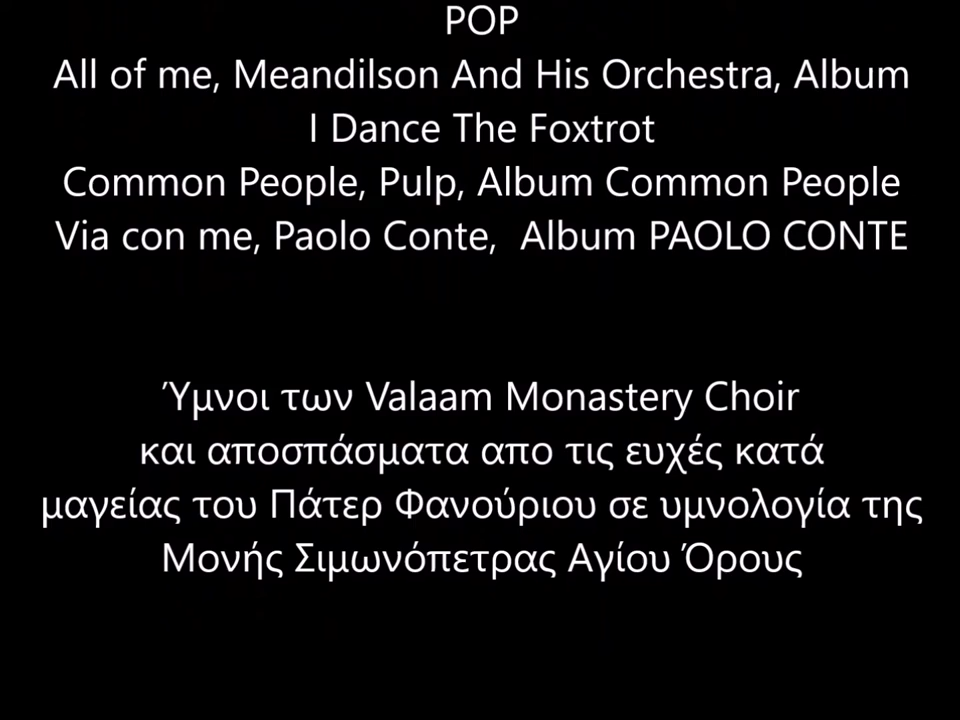 POP
All of me, Meandilson And His Orchestra, Album
I Dance The Foxtrot
Common People, Pulp, Album Common People
Via con me, Paolo Conte,  Album PAOLO CONTE
Ύμνοι των Valaam Monastery Choir
και αποσπάσματα απο τις ευχές κατά
μαγείας του Πάτερ Φανούριου σε υμνολογία της
Μονής Σιμωνόπετρας Αγίου Όρους